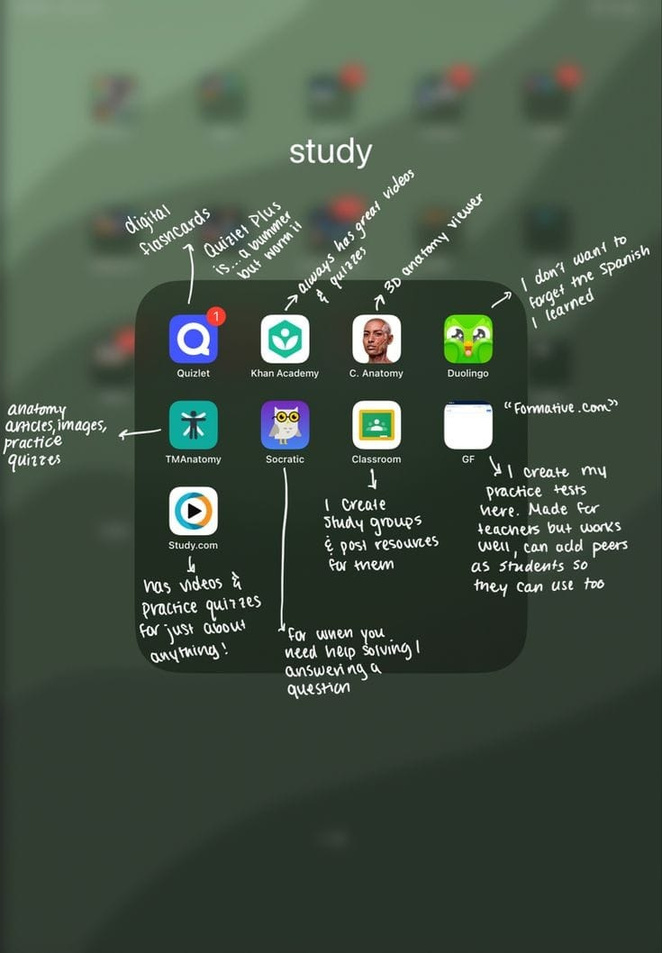 study
digital
flashcards
Quizlet Plus
is...a bummer
but worth it
always has great videos
& quizzes
3D anatomy viewer
I don't want to
forget the Spanish
I learned
1
Quizlet
Khan Academy
C. Anatomy
Duolingo
anatomy
articles, images,
practice
quizzes
TMAnatomy
Socratic
Classroom
GF
"Formative.com"
I create my
practice tests
here. Made for
teachers but works
well, can add peers
as students so
they can use too
I create
study groups
& post resources
for them
Study.com
has videos &
practice quizzes
for just about
anything!
for when you
need help solving/
answering a
question